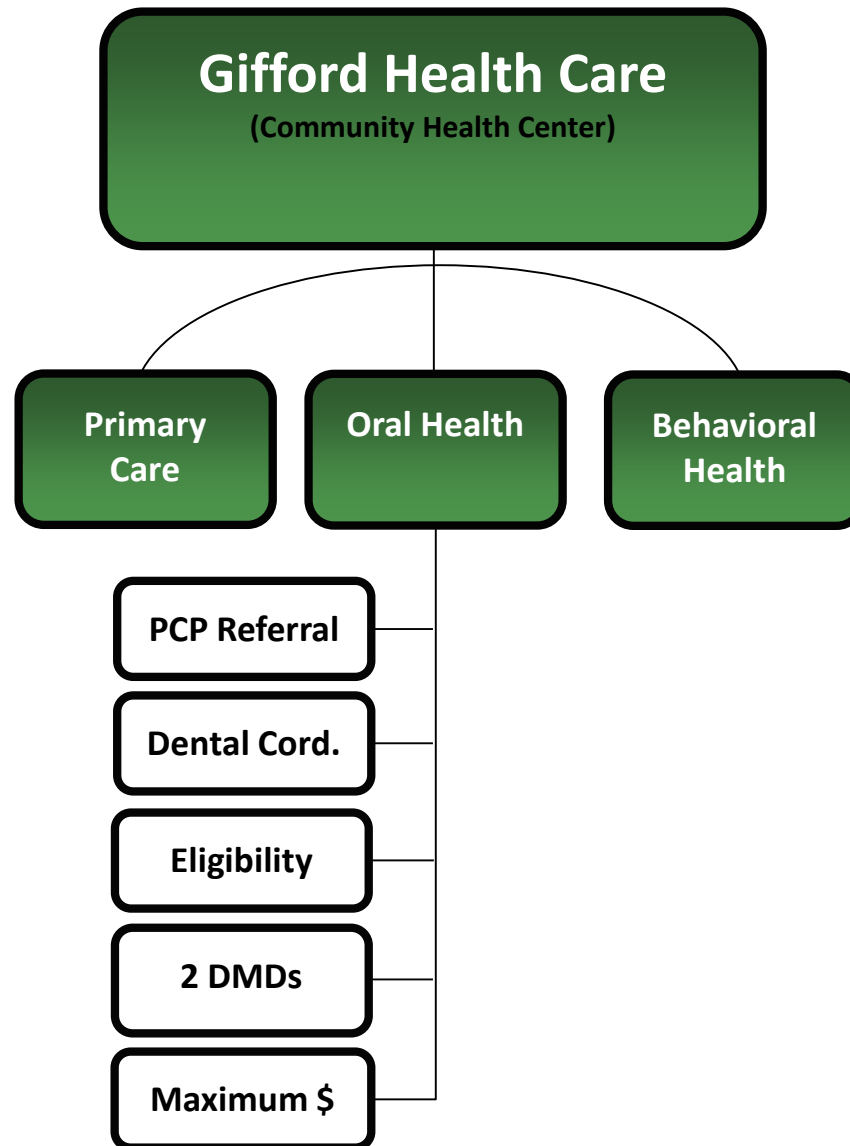 Gifford Health Care
(Community Health Center)
Primary
Care
Oral Health
Behavioral
Health
PCP Referral
Dental Cord.
Eligibility
2 DMDs
Maximum $